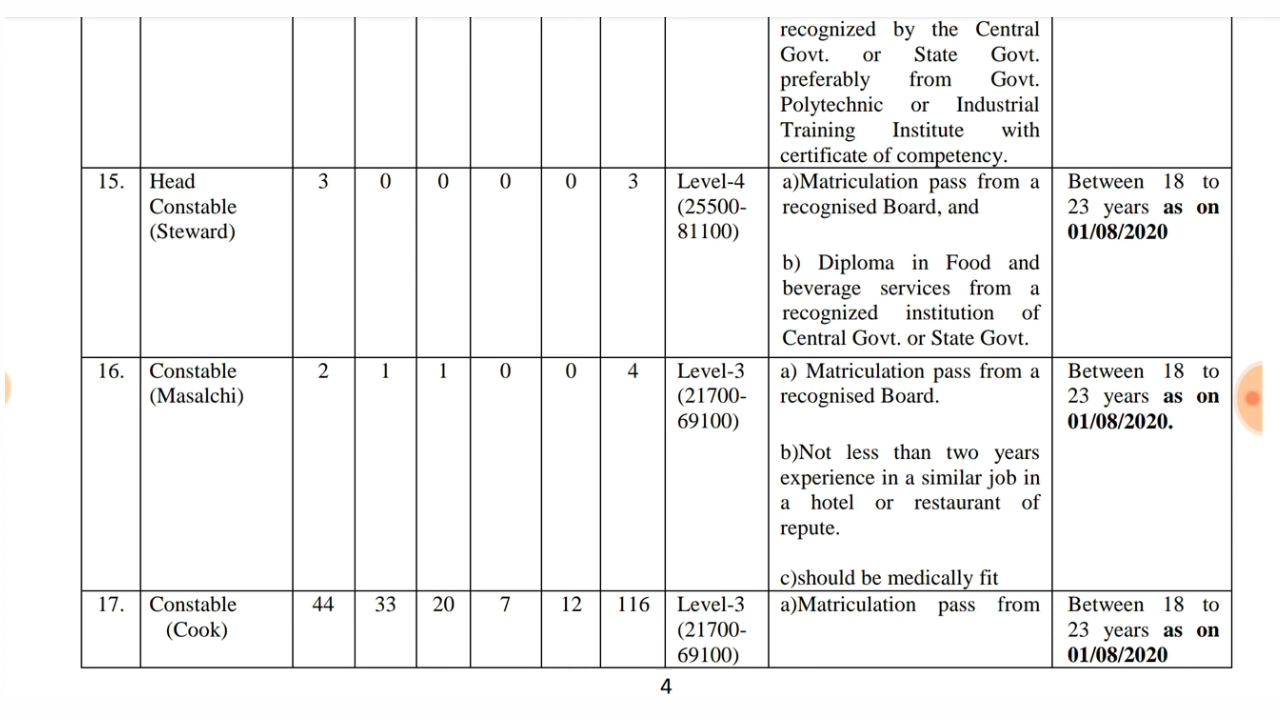 recognized by the Central
Govt. or State Govt.
preferably from Govt.
Polytechnic or Industrial
Training Institute with
certificate of competency.
15. Head Constable (Steward) 3 0 0 0 0 3 Level-4 (25500-81100)
a)Matriculation pass from a
recognised Board, and
b) Diploma in Food and
beverage services from a
recognized institution of
Central Govt. or State Govt.
Between 18 to
23 years as on
01/08/2020
16. Constable (Masalchi) 2 1 1 0 0 4 Level-3 (21700-69100)
a) Matriculation pass from a
recognised Board.
b)Not less than two years
experience in a similar job in
a hotel or restaurant of
repute.
c)should be medically fit
Between 18 to
23 years as on
01/08/2020.
17. Constable (Cook) 44 33 20 7 12 116 Level-3 (21700-69100)
a)Matriculation pass from
Between 18 to
23 years as on
01/08/2020
4